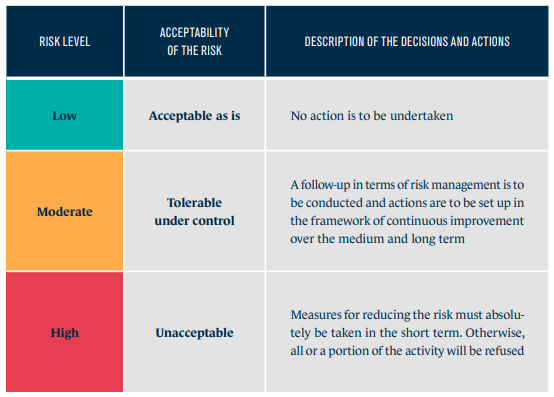 RISK LEVEL
ACCEPTABILITY
OF THE RISK
DESCRIPTION OF THE DECISIONS AND ACTIONS
Low
Acceptable as is
No action is to be undertaken
Moderate
Tolerable
under control
A follow-up in terms of risk management is to
be conducted and actions are to be set up in
the framework of continuous improvement
over the medium and long term
High
Unacceptable
Measures for reducing the risk must absolu-
tely be taken in the short term. Otherwise,
all or a portion of the activity will be refused